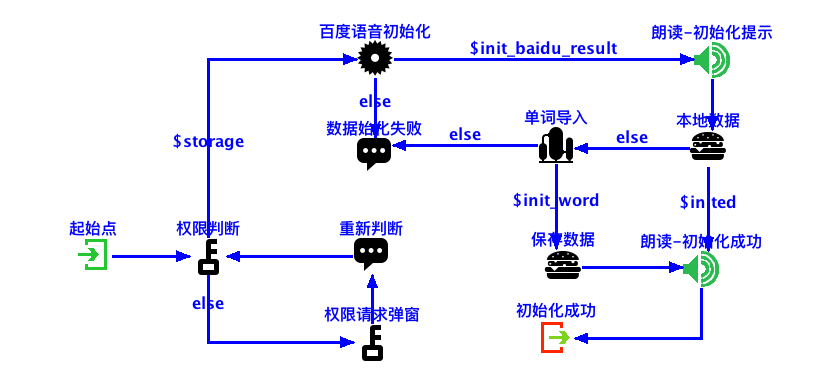 百度语音初始化
朗读-初始化提示
$init_baidu_result
else
$storage
数据始化失败
else
单词导入
else
本地数据
起始点
权限判断
重新判断
$init_word
$inited
保存数据
朗读-初始化成功
else
权限请求弹窗
初始化成功